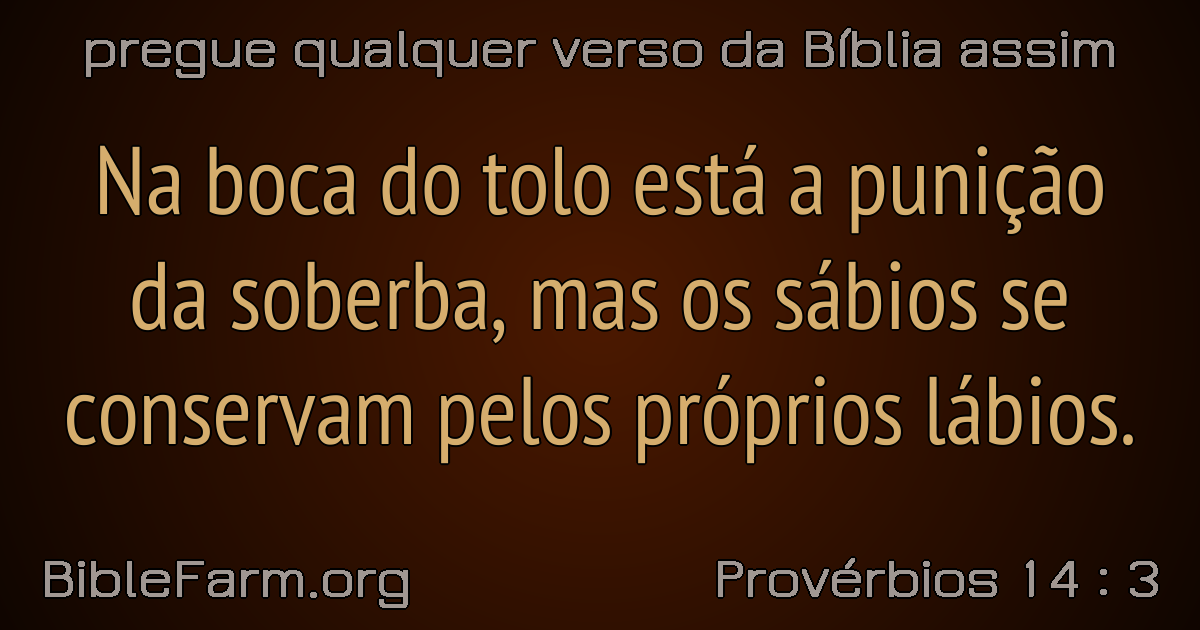 pregue qualquer verso da Bíblia assim
Na boca do tolo está a punição
da soberba, mas os sábios se
conservam pelos próprios lábios.
BibleFarm.org
Provérbios 14 : 3